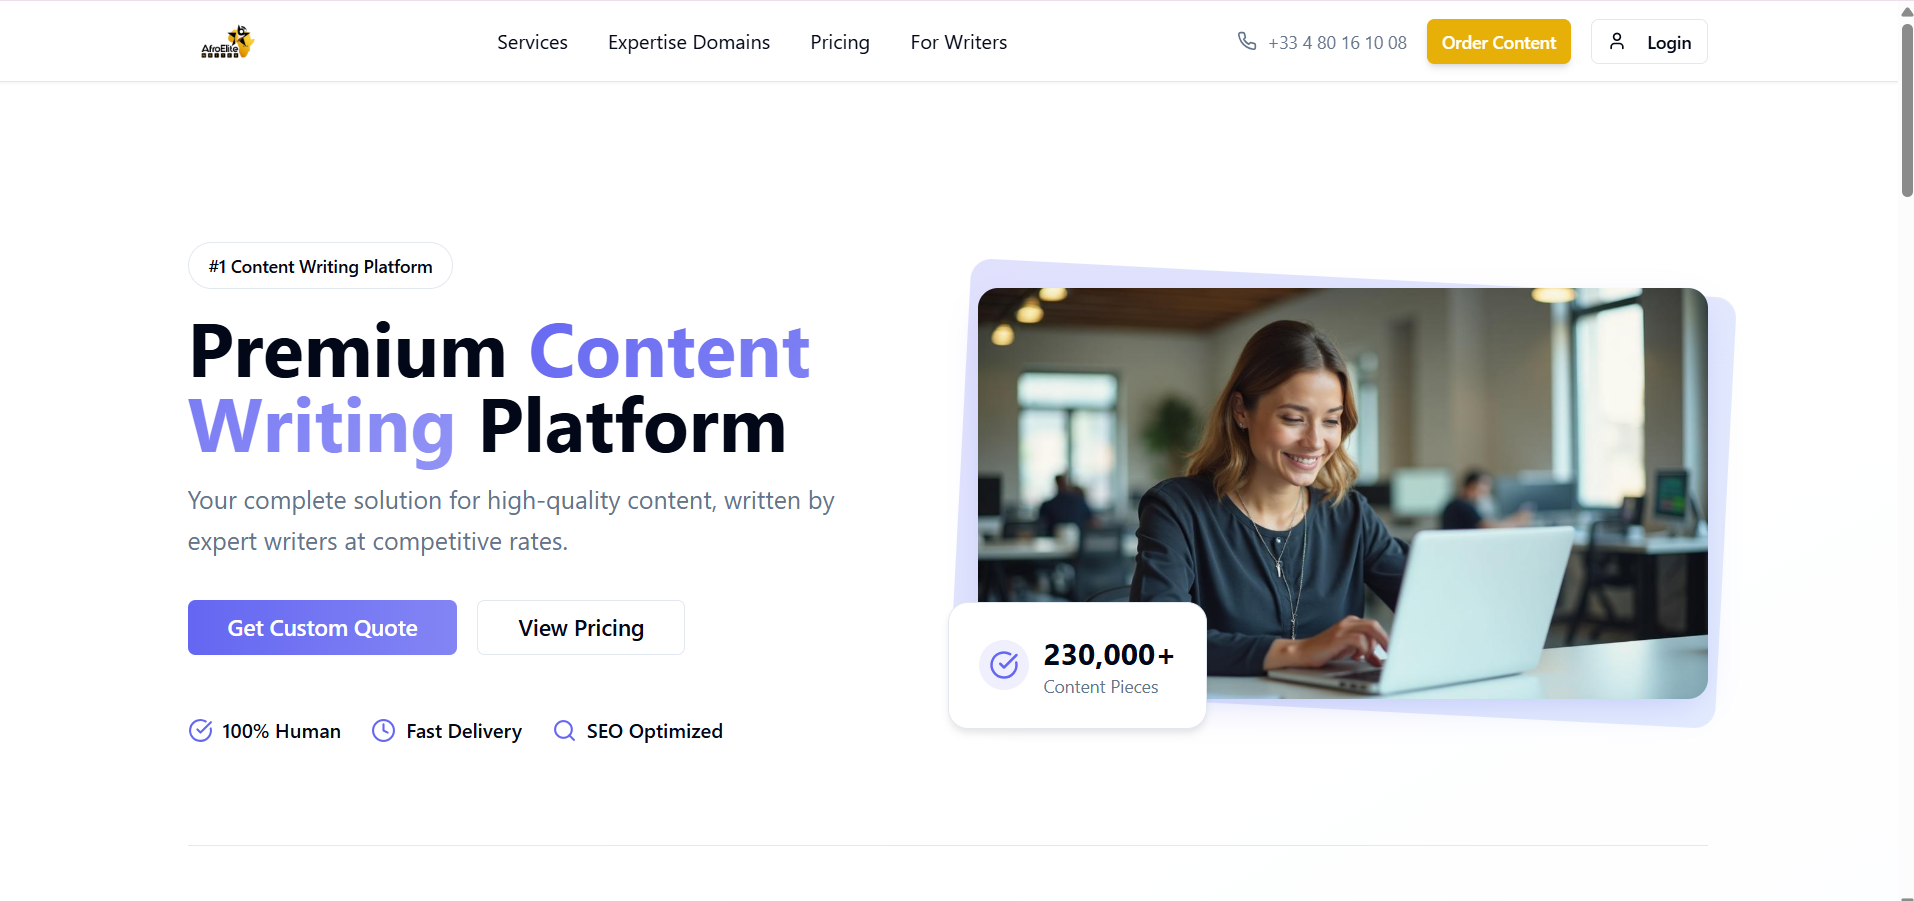 AfroElite
Services
Expertise Domains
Pricing
For Writers
+33 4 80 16 10 08
Order Content
Login
#1 Content Writing Platform
Premium Content
Writing Platform
Your complete solution for high-quality content, written by
expert writers at competitive rates.
Get Custom Quote
View Pricing
100% Human
Fast Delivery
SEO Optimized
230,000+
Content Pieces